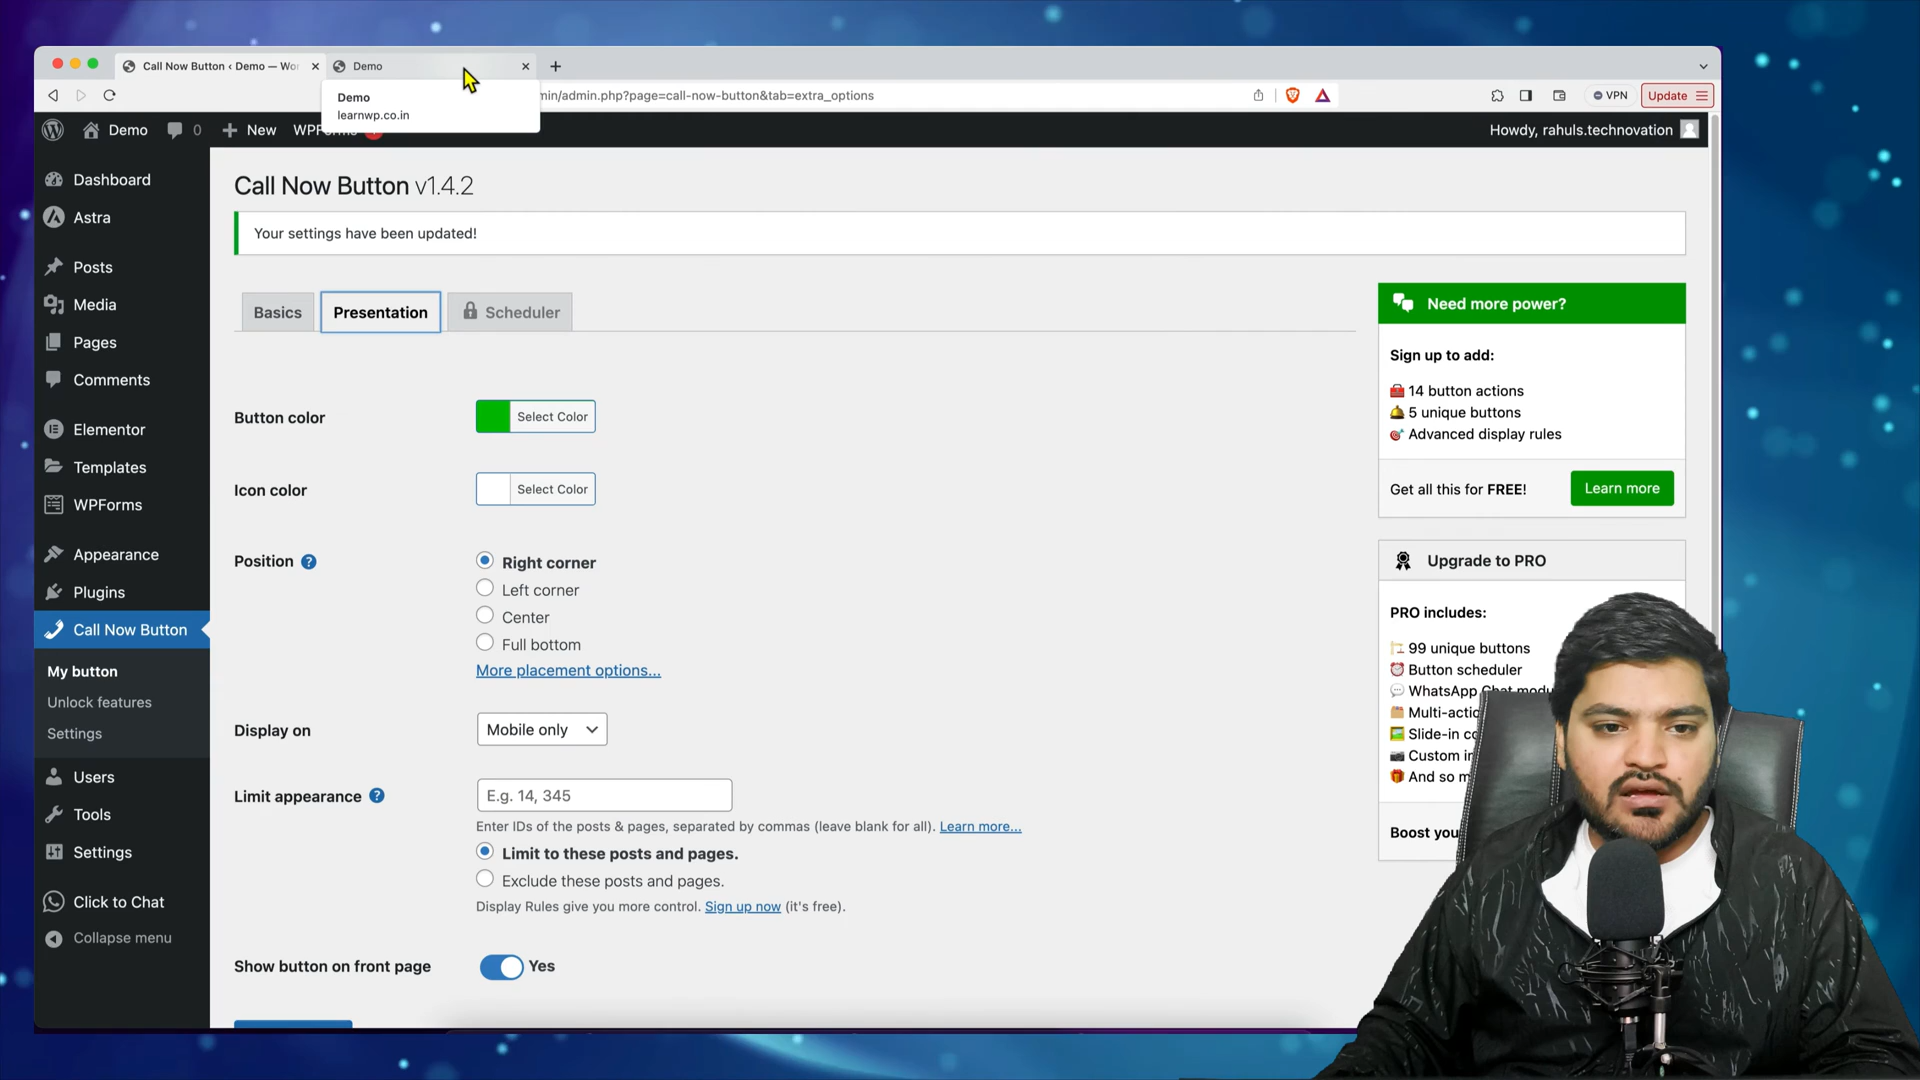 Call Now Button ‹ Demo — Wor
Demo
Demo
learnwp.co.in
min/admin.php?page=call-now-button&tab=extra_options
VPN
Update
Demo
0
New
WPForms
Howdy, rahuls.technovation
Dashboard
Astra
Posts
Media
Pages
Comments
Elementor
Templates
WPForms
Appearance
Plugins
Call Now Button
My button
Unlock features
Settings
Users
Tools
Settings
Click to Chat
Collapse menu
Call Now Button v1.4.2
Your settings have been updated!
Basics
Presentation
Scheduler
Button color
Select Color
Icon color
Select Color
Position ?
Right corner
Left corner
Center
Full bottom
More placement options...
Display on
Mobile only
Limit appearance ?
E.g. 14, 345
Enter IDs of the posts & pages, separated by commas (leave blank for all). Learn more...
Limit to these posts and pages.
Exclude these posts and pages.
Display Rules give you more control. Sign up now (it's free).
Show button on front page
Yes
Need more power?
Sign up to add:
14 button actions
5 unique buttons
Advanced display rules
Get all this for FREE!
Learn more
Upgrade to PRO
PRO includes:
99 unique buttons
Button scheduler
WhatsApp Chat modu
Multi-actio
Slide-in co
Custom in
And so m
Boost you